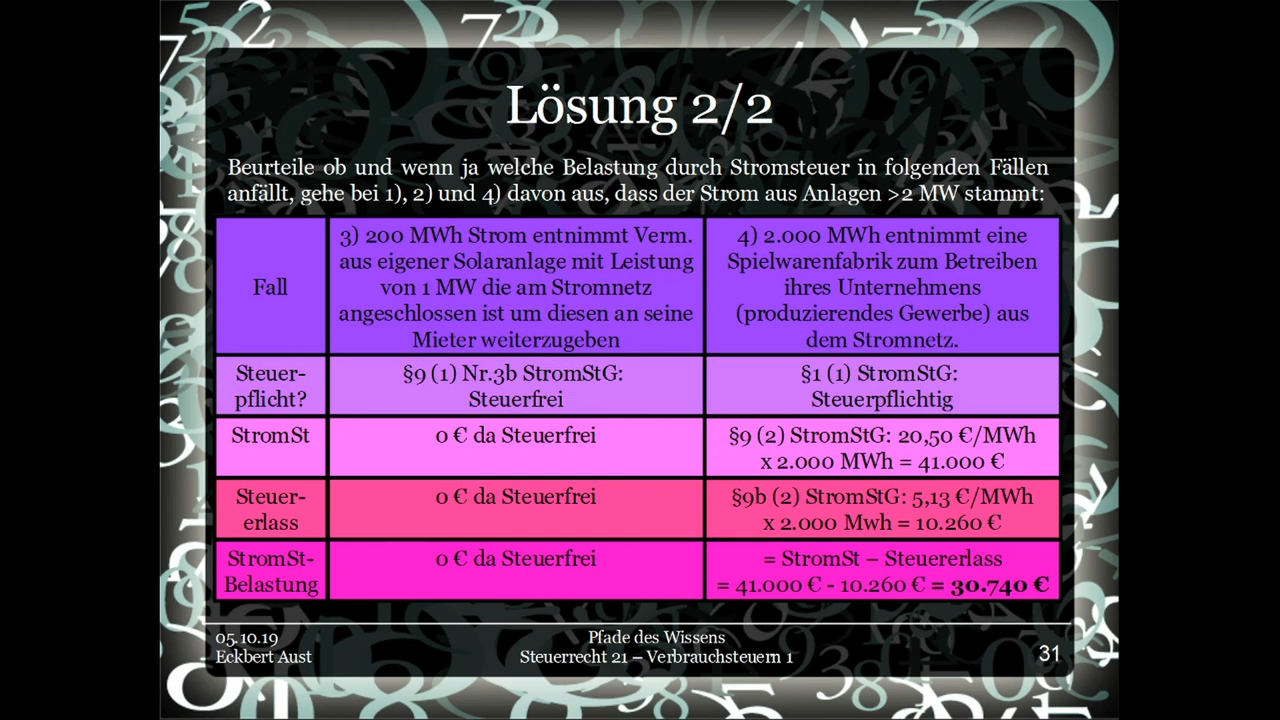 Lösung 2/2
Beurteile ob und wenn ja welche Belastung durch Stromsteuer in folgenden Fällen
anfällt, gehe bei 1), 2) und 4) davon aus, dass der Strom aus Anlagen >2 MW stammt:
Fall
3) 200 MWh Strom entnimmt Verm.
aus eigener Solaranlage mit Leistung
von 1 MW die am Stromnetz
angeschlossen ist um diesen an seine
Mieter weiterzugeben
4) 2.000 MWh entnimmt eine
Spielwarenfabrik zum Betreiben
ihres Unternehmens
(produzierendes Gewerbe) aus
dem Stromnetz.
Steuer-
pflicht?
§9 (1) Nr.3b StromStG:
Steuerfrei
§1 (1) StromStG:
Steuerpflichtig
StromSt
0 € da Steuerfrei
§9 (2) StromStG: 20,50 €/MWh
x 2.000 MWh = 41.000 €
Steuer-
erlass
0 € da Steuerfrei
§9b (2) StromStG: 5,13 €/MWh
x 2.000 Mwh = 10.260 €
StromSt-
Belastung
0 € da Steuerfrei
= StromSt – Steuererlass
= 41.000 € - 10.260 € = 30.740 €
05.10.19
Eckbert Aust
Pfade des Wissens
Steuerrecht 21 – Verbrauchsteuern 1
31